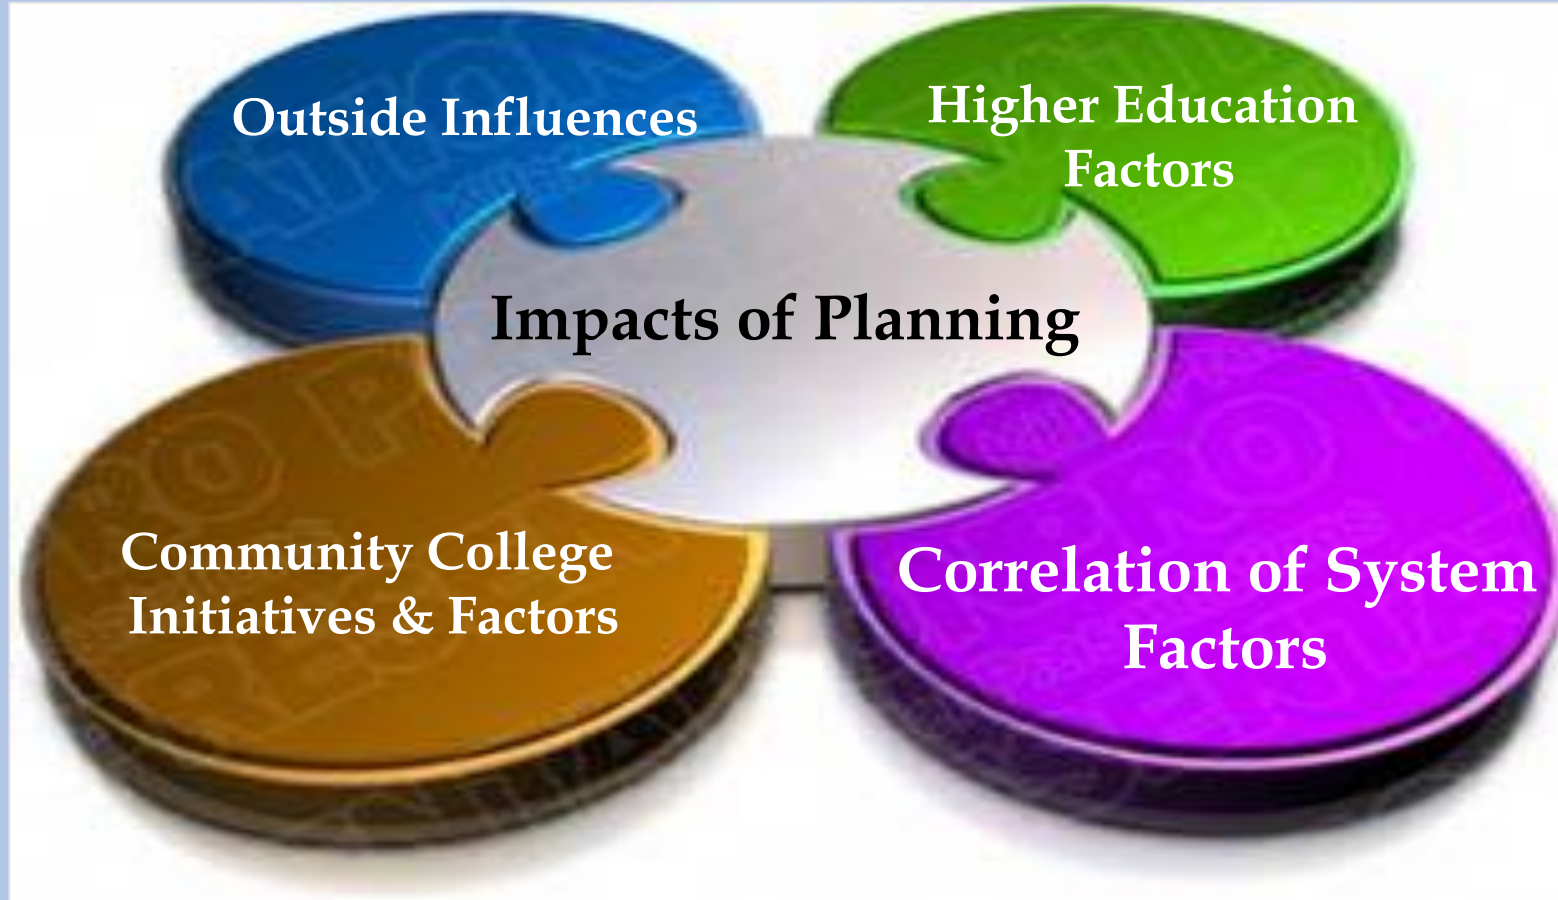 Outside Influences
Higher Education
Factors
Impacts of Planning
Community College
Initiatives & Factors
Correlation of System
Factors